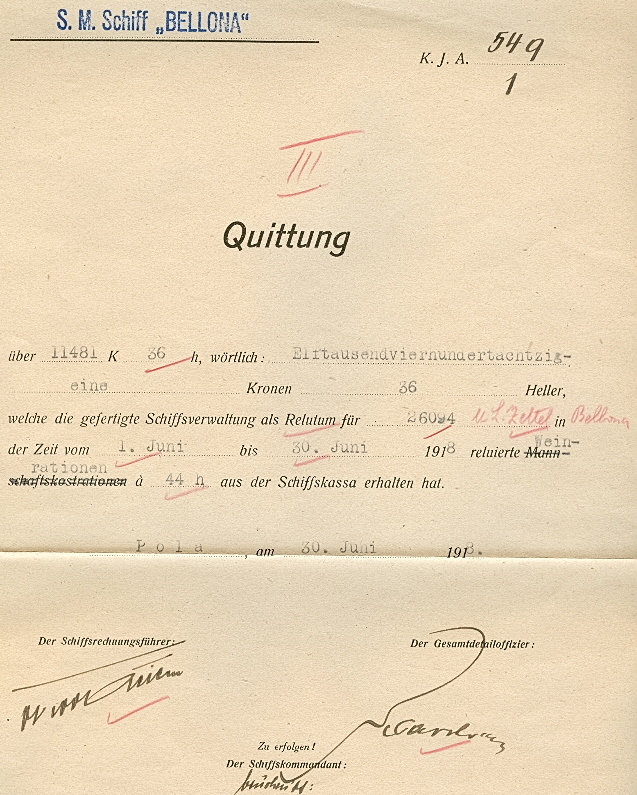 S. M. Schiff „BELLONA“
K. J. A. 549
1
III
Quittung
über 11481 K 36 h, wörtlich: Elftausendvierhundertachtzig-
eine Kronen 36 Heller,
welche die gefertigte Schiffsverwaltung als Relutum für 26094 u L. Zettel in Bellona
der Zeit vom 1. Juni bis 30. Juni 1918 reluierte Mann- Wein-
rationen
schaftskostrationen à 44 h aus der Schiffskassa erhalten hat.
Pola, am 30. Juni 1918.
Der Schiffsrechnungsführer: Der Gesamtdetailoffizier:
Zu erfolgen!
Der Schiffskommandant: